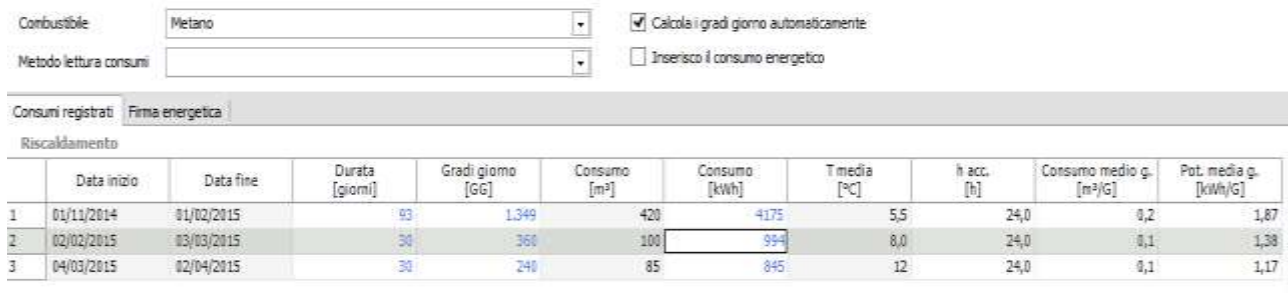 Combustibile Metano Calcola i gradi giorno automaticamente
Metodo lettura consumi Inserisco il consumo energetico
Consumi registrati Firma energetica
Riscaldamento
Data inizio Data fine Durata [giorni] Gradi giorno [GG] Consumo [m³] Consumo [kWh] T media [°C] h acc. [h] Consumo medio g. [m³/G] Pot. media g. [kWh/G]
1 01/11/2014 01/02/2015 93 1.349 420 4175 5,5 24,0 0,2 1,87
2 02/02/2015 03/03/2015 30 360 100 994 8,0 24,0 0,1 1,38
3 04/03/2015 02/04/2015 30 240 85 845 12 24,0 0,1 1,17